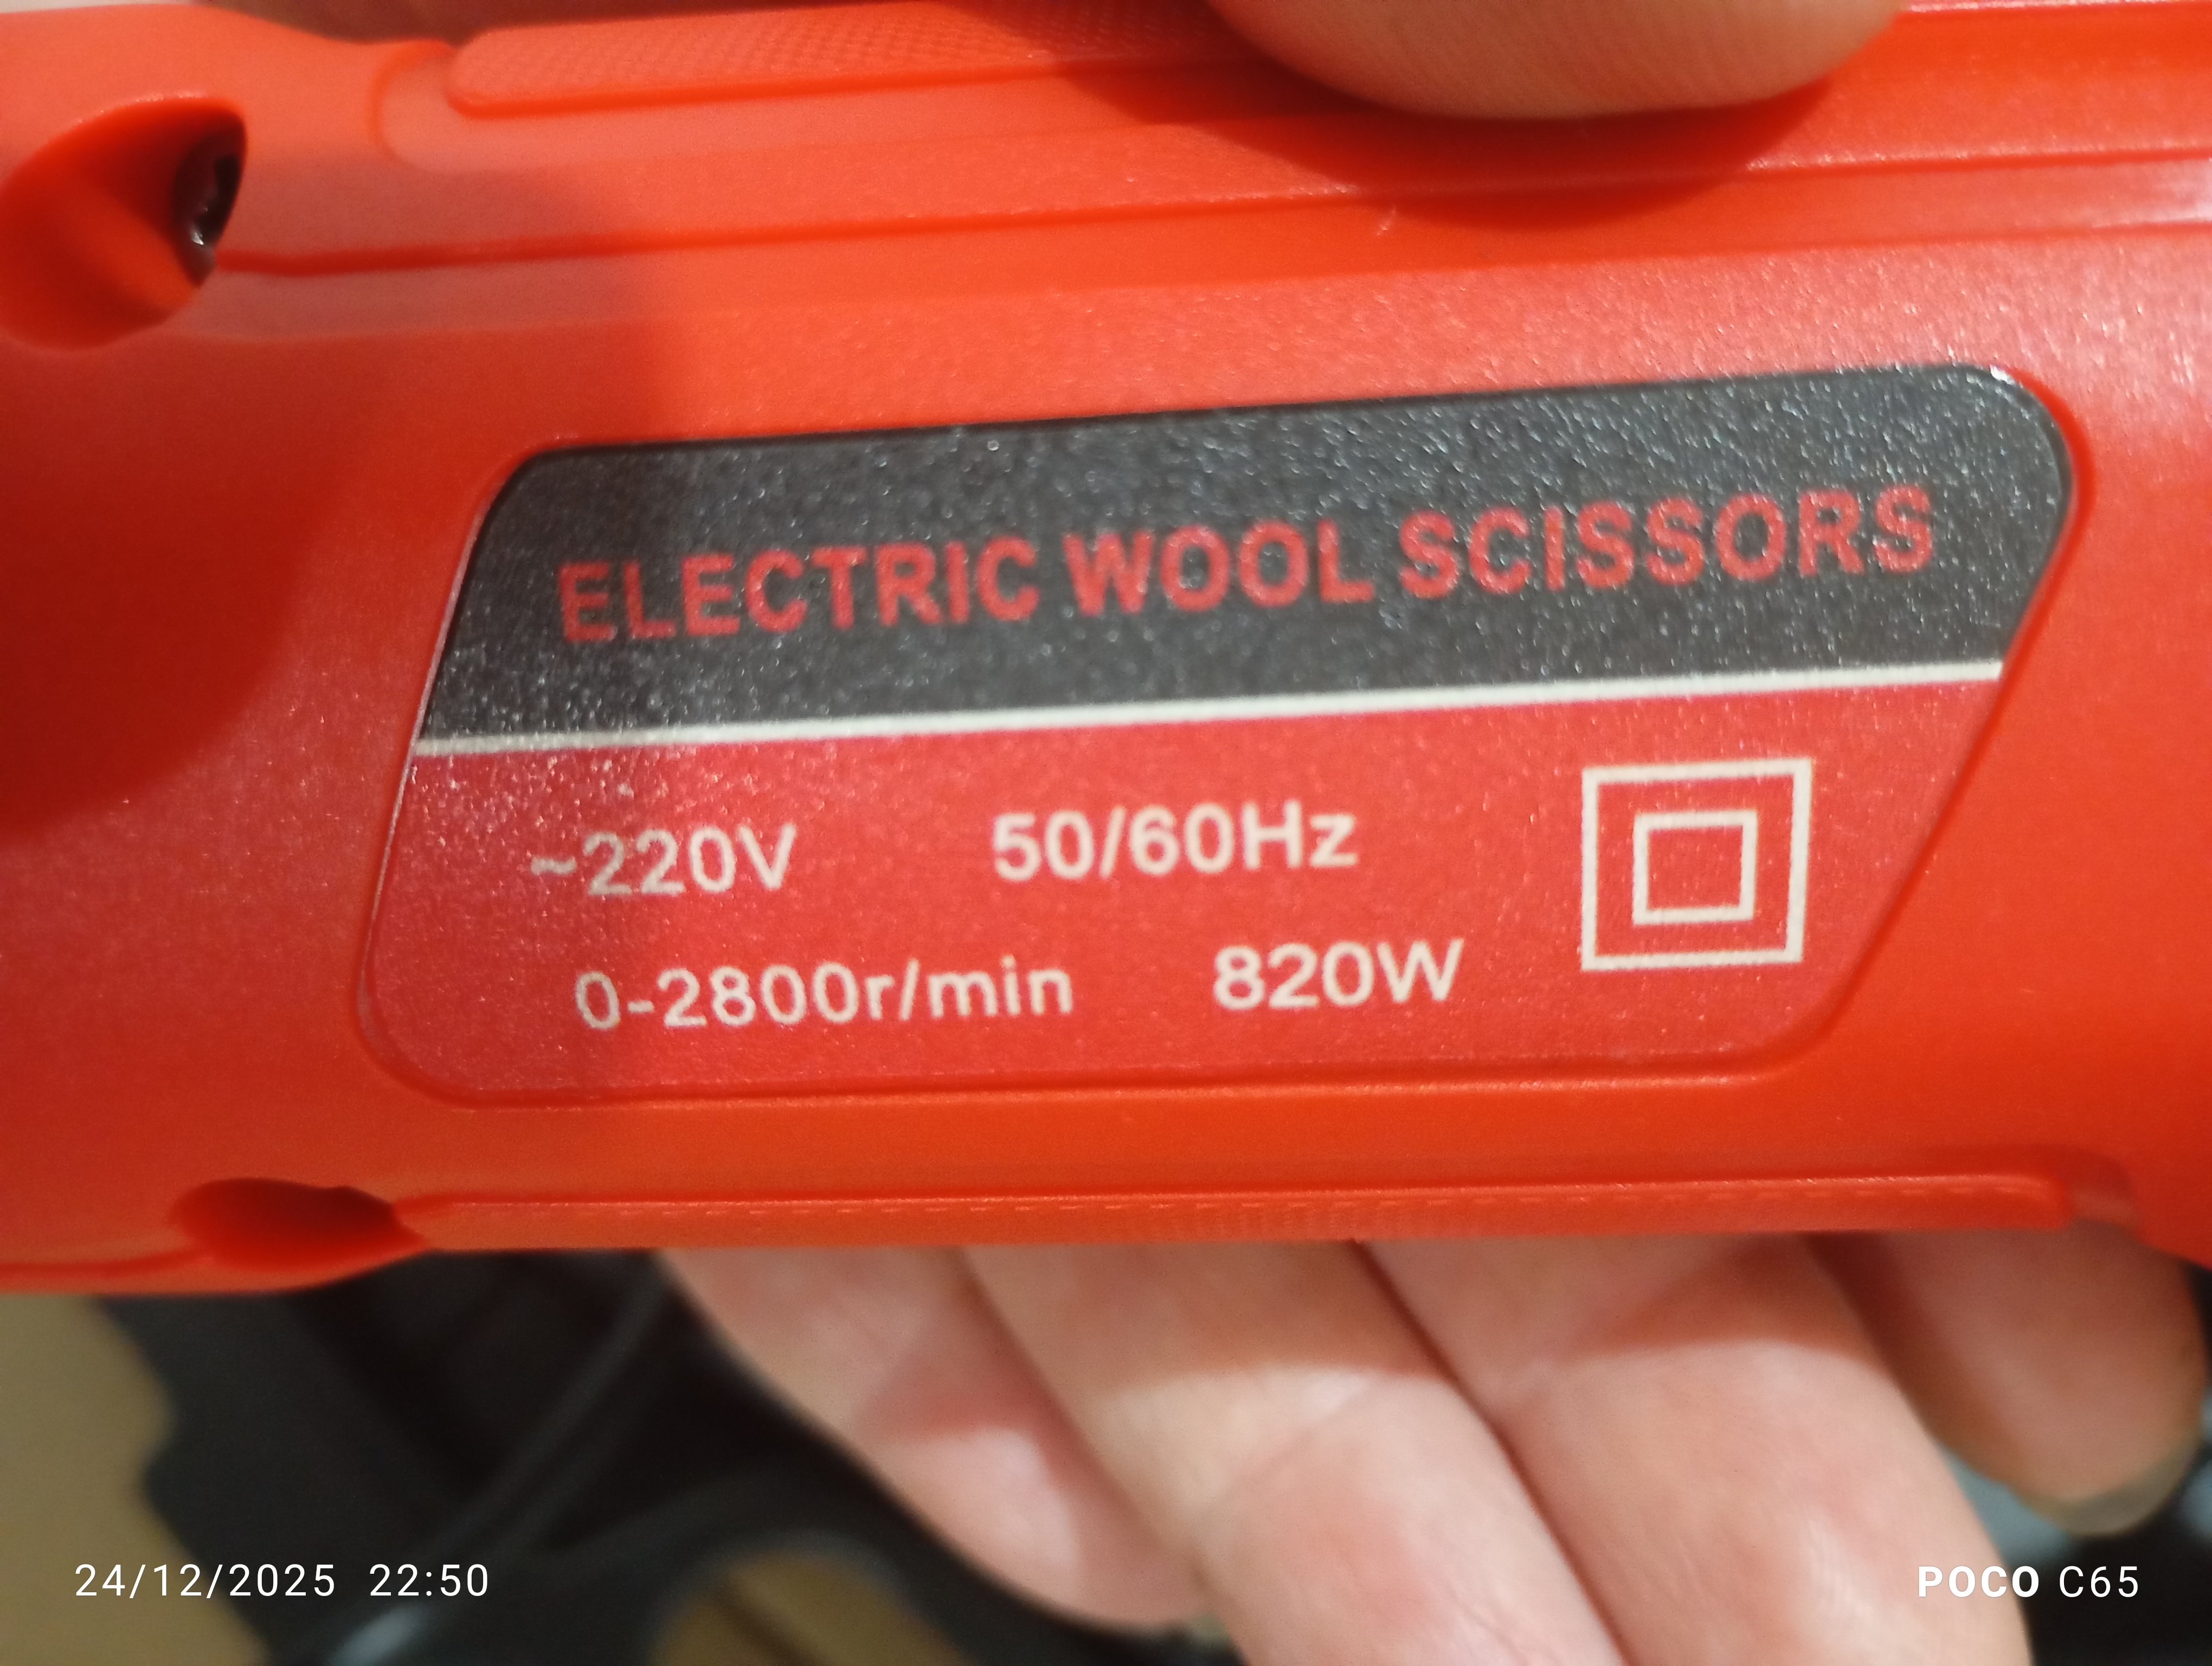 ELECTRIC WOOL SCISSORS
~220V 50/60Hz
0-2800r/min 820W
24/12/2025 22:50
POCO C65